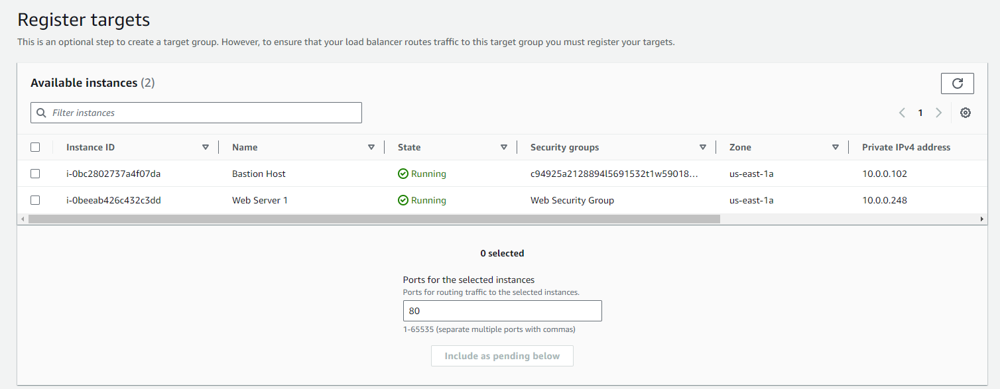 Register targets
This is an optional step to create a target group. However, to ensure that your load balancer routes traffic to this target group you must register your targets.
Available instances (2)
Filter instances
1
Instance ID Name State Security groups Zone Private IPv4 address
i-0bc2802737a4f07da Bastion Host Running c94925a2128894l5691532t1w59018... us-east-1a 10.0.0.102
i-0beeab426c432c3dd Web Server 1 Running Web Security Group us-east-1a 10.0.0.248
0 selected
Ports for the selected instances
Ports for routing traffic to the selected instances.
80
1-65535 (separate multiple ports with commas)
Include as pending below